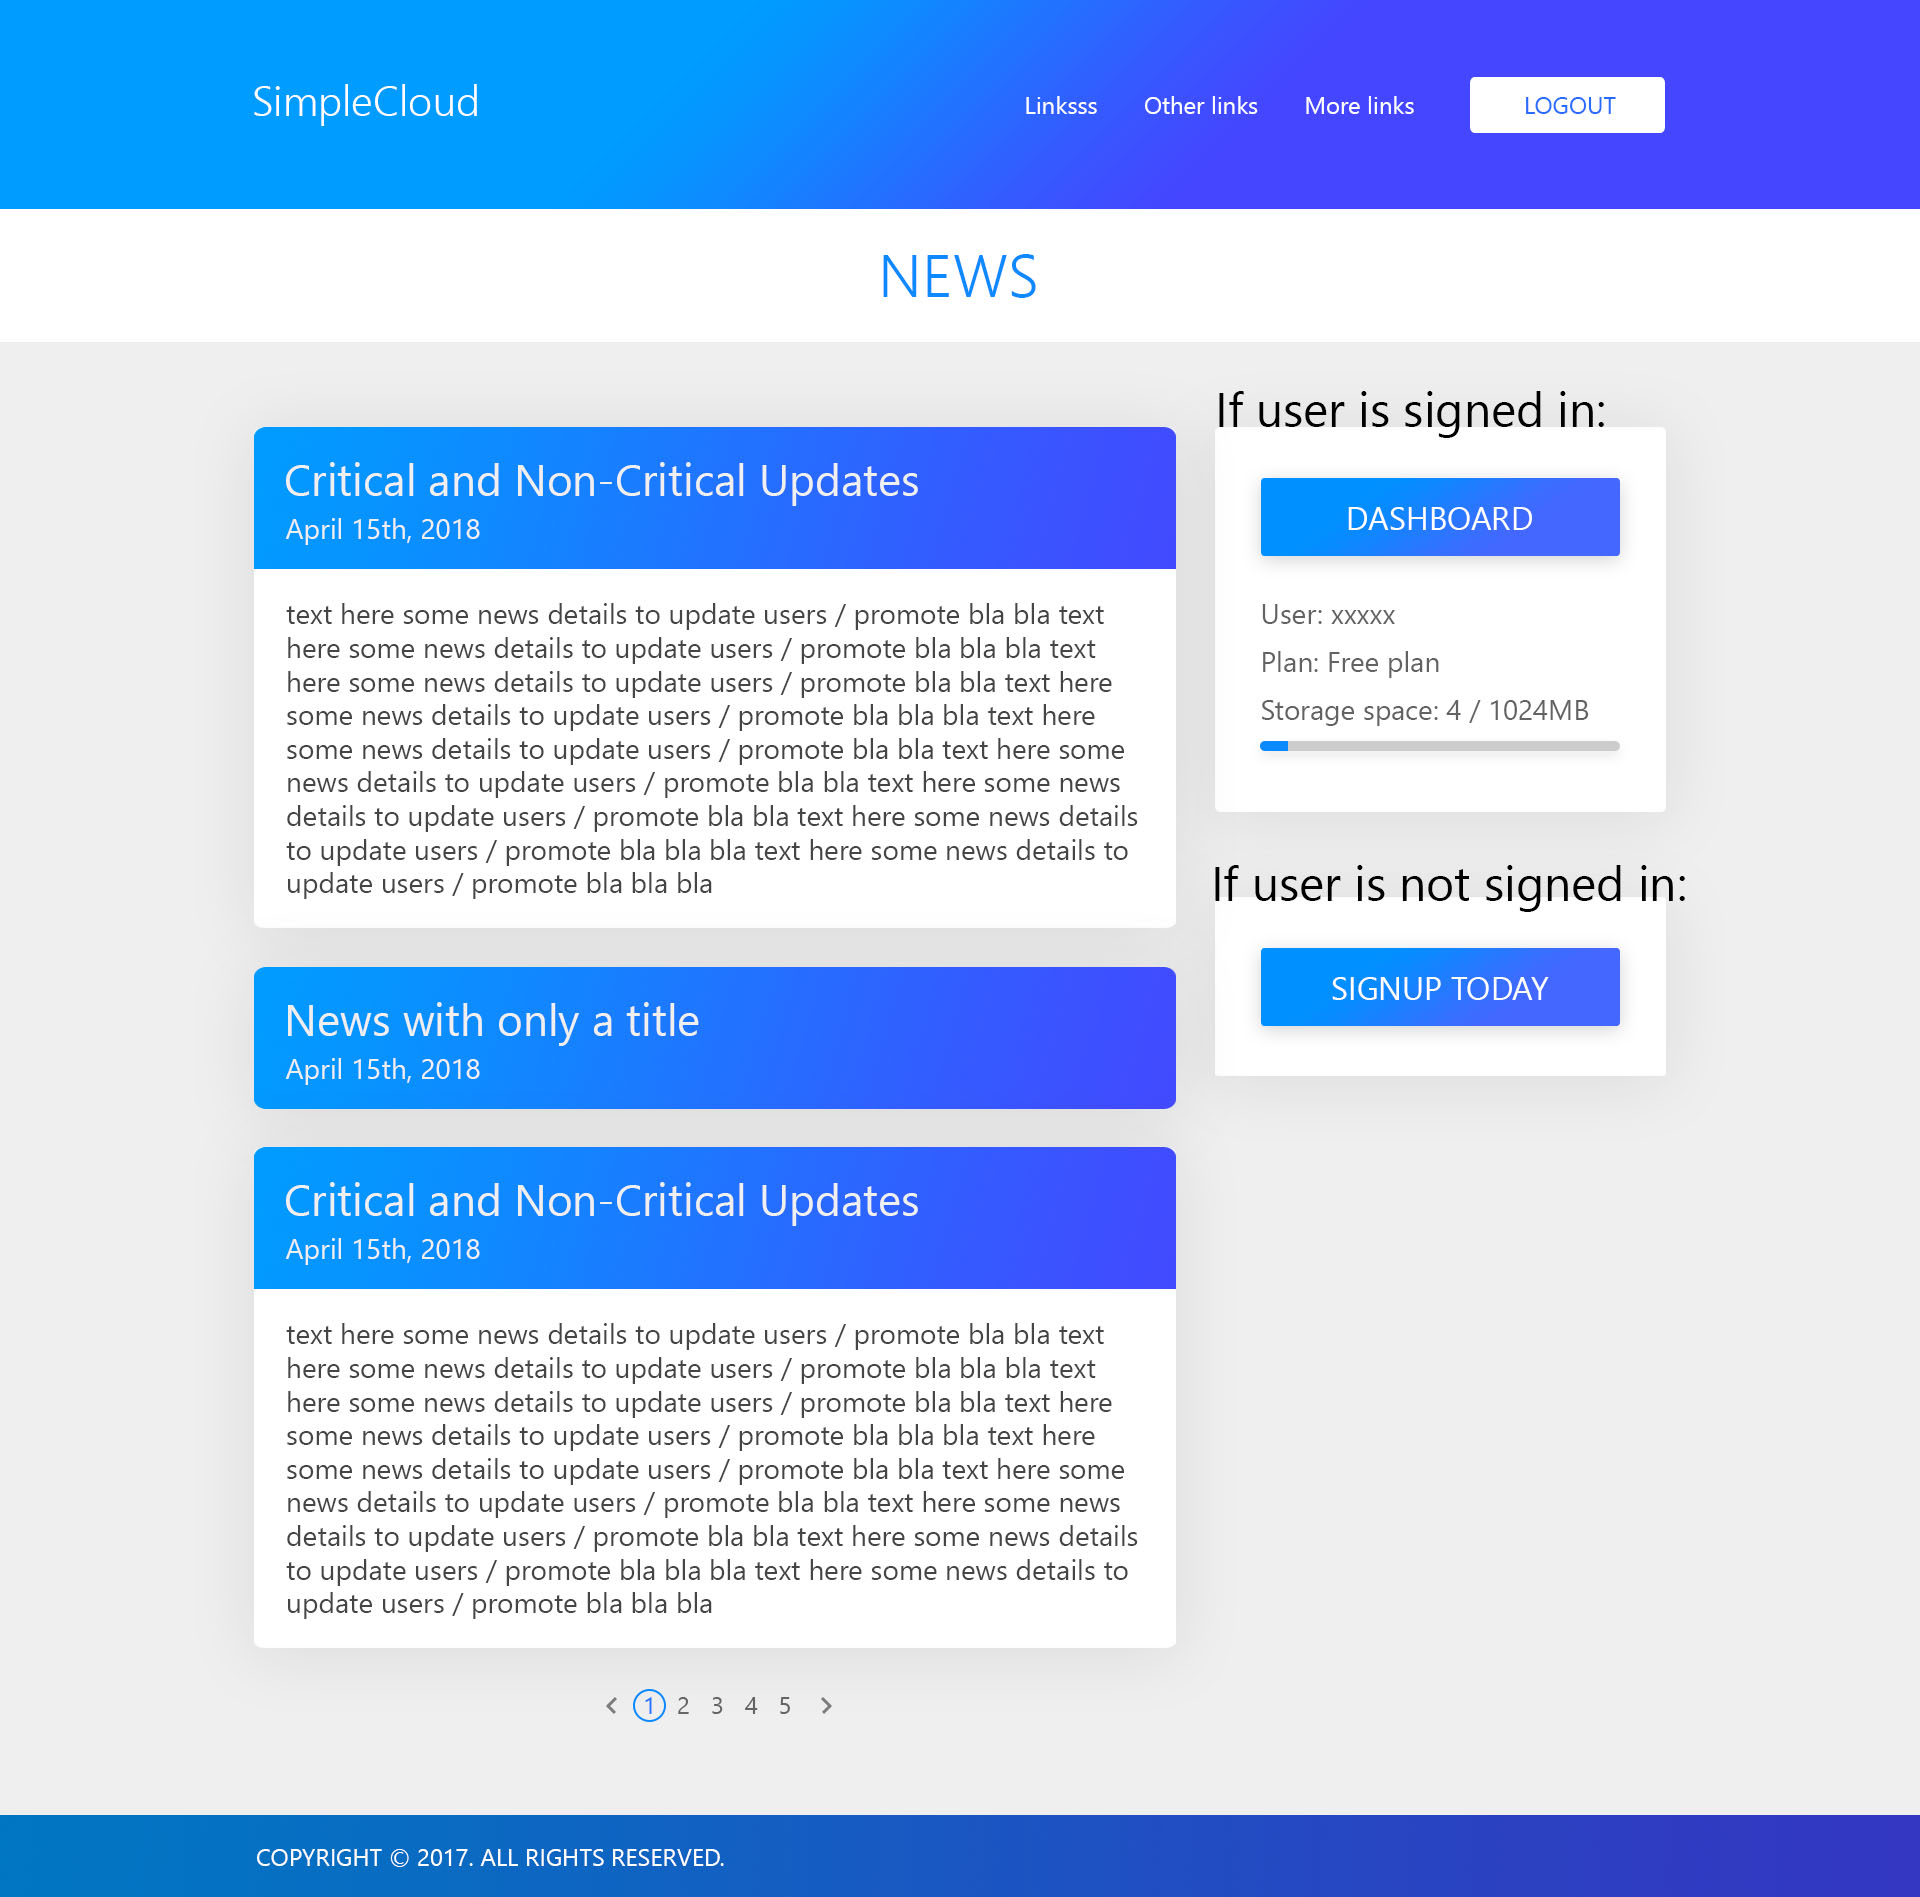 SimpleCloud
Linksss
Other links
More links
LOGOUT
NEWS
Critical and Non-Critical Updates
April 15th, 2018
text here some news details to update users / promote bla bla text
here some news details to update users / promote bla bla bla text
here some news details to update users / promote bla bla text here
some news details to update users / promote bla bla bla text here
some news details to update users / promote bla bla text here some
news details to update users / promote bla bla text here some news
details to update users / promote bla bla text here some news details
to update users / promote bla bla bla text here some news details to
update users / promote bla bla bla
News with only a title
April 15th, 2018
Critical and Non-Critical Updates
April 15th, 2018
text here some news details to update users / promote bla bla text
here some news details to update users / promote bla bla bla text
here some news details to update users / promote bla bla text here
some news details to update users / promote bla bla bla text here
some news details to update users / promote bla bla text here some
news details to update users / promote bla bla text here some news
details to update users / promote bla bla text here some news details
to update users / promote bla bla bla text here some news details to
update users / promote bla bla bla
1 2 3 4 5
If user is signed in:
DASHBOARD
User: xxxxx
Plan: Free plan
Storage space: 4 / 1024MB
If user is not signed in:
SIGNUP TODAY
COPYRIGHT © 2017. ALL RIGHTS RESERVED.